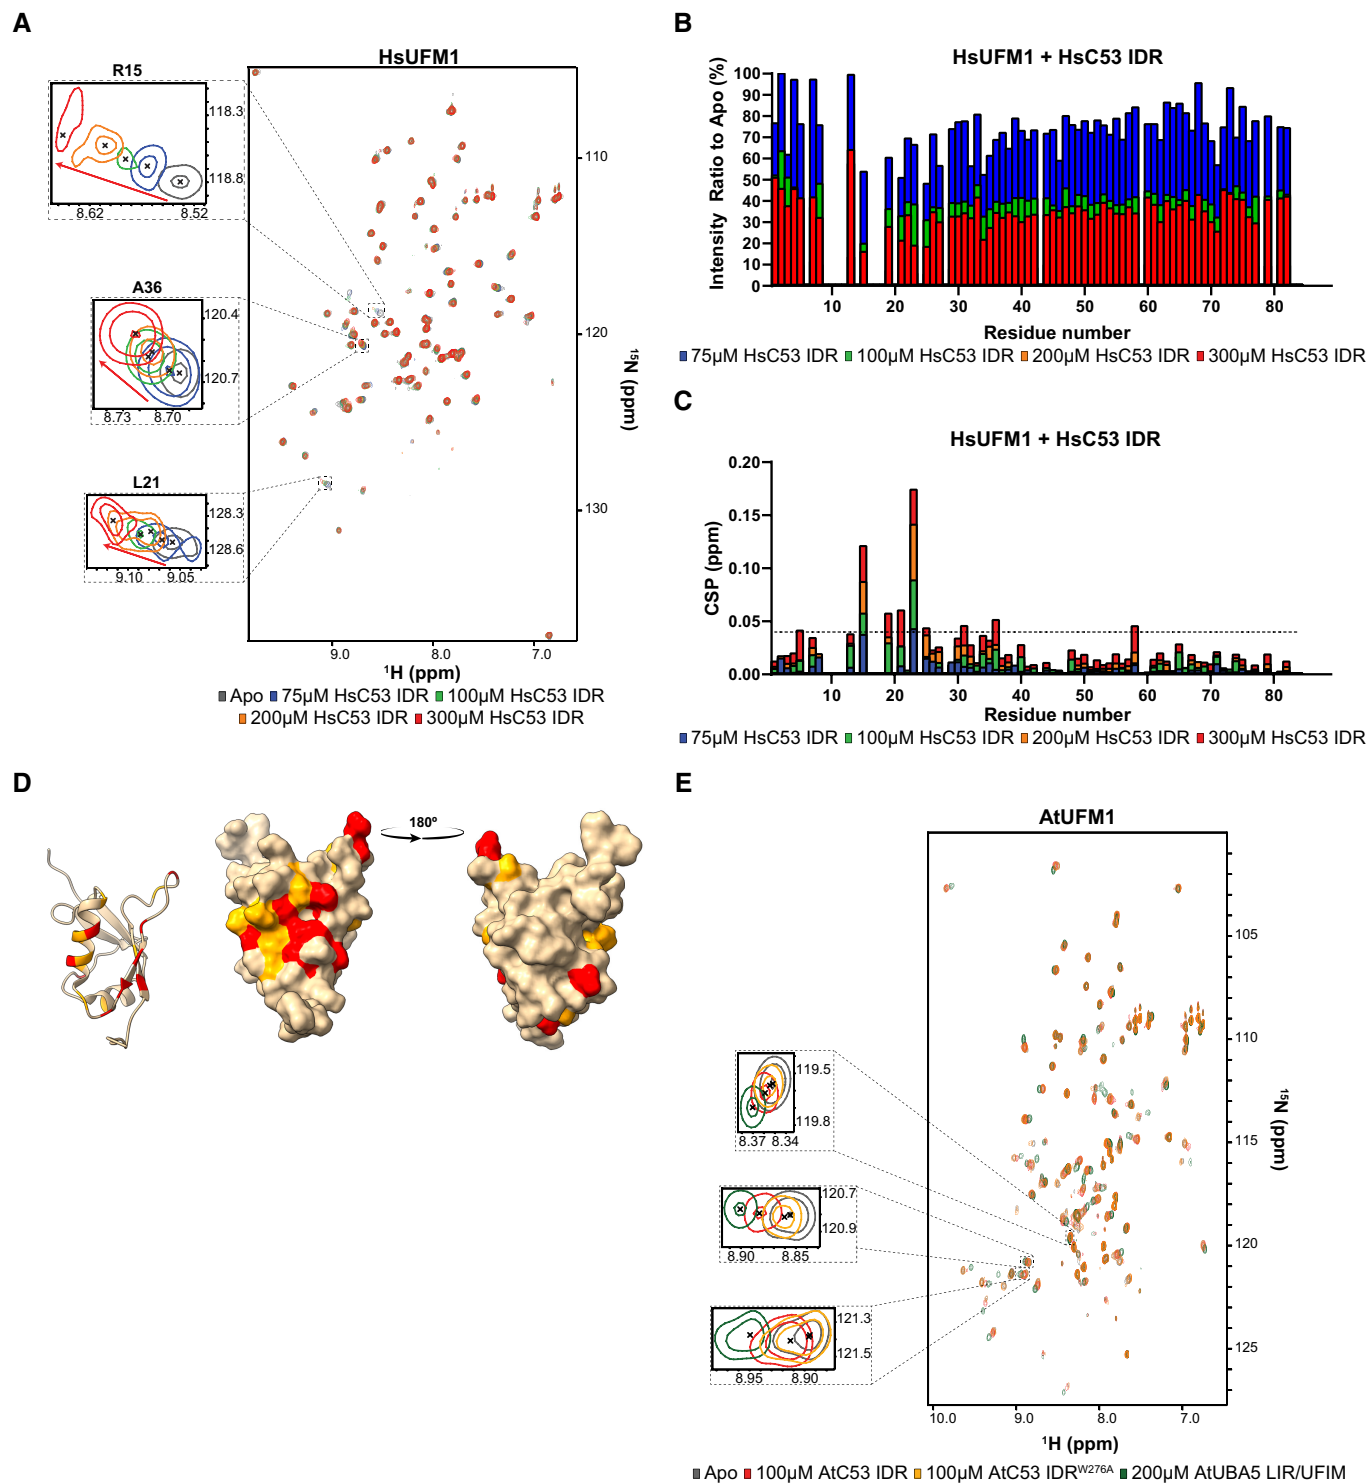 A
HsUFM1
R15
118.3
118.8
8.62
8.52
A36
120.4
120.7
8.73
8.70
L21
128.3
128.6
9.10
9.05
110
120
130
15N (ppm)
9.0
8.0
7.0
1H (ppm)
Apo
75µM HsC53 IDR
100µM HsC53 IDR
200µM HsC53 IDR
300µM HsC53 IDR
B
HsUFM1 + HsC53 IDR
Intensity Ratio to Apo (%)
100
90
80
70
60
50
40
30
20
10
0
10
20
30
40
50
60
70
80
Residue number
75µM HsC53 IDR
100µM HsC53 IDR
200µM HsC53 IDR
300µM HsC53 IDR
C
HsUFM1 + HsC53 IDR
CSP (ppm)
0.20
0.15
0.10
0.05
0.00
10
20
30
40
50
60
70
80
Residue number
75µM HsC53 IDR
100µM HsC53 IDR
200µM HsC53 IDR
300µM HsC53 IDR
D
180º
E
AtUFM1
119.5
119.8
8.37
8.34
120.7
120.9
8.90
8.85
121.3
121.5
8.95
8.90
105
110
115
120
125
15N (ppm)
10.0
9.0
8.0
7.0
1H (ppm)
Apo
100µM AtC53 IDR
100µM AtC53 IDRW276A
200µM AtUBA5 LIR/UFIM